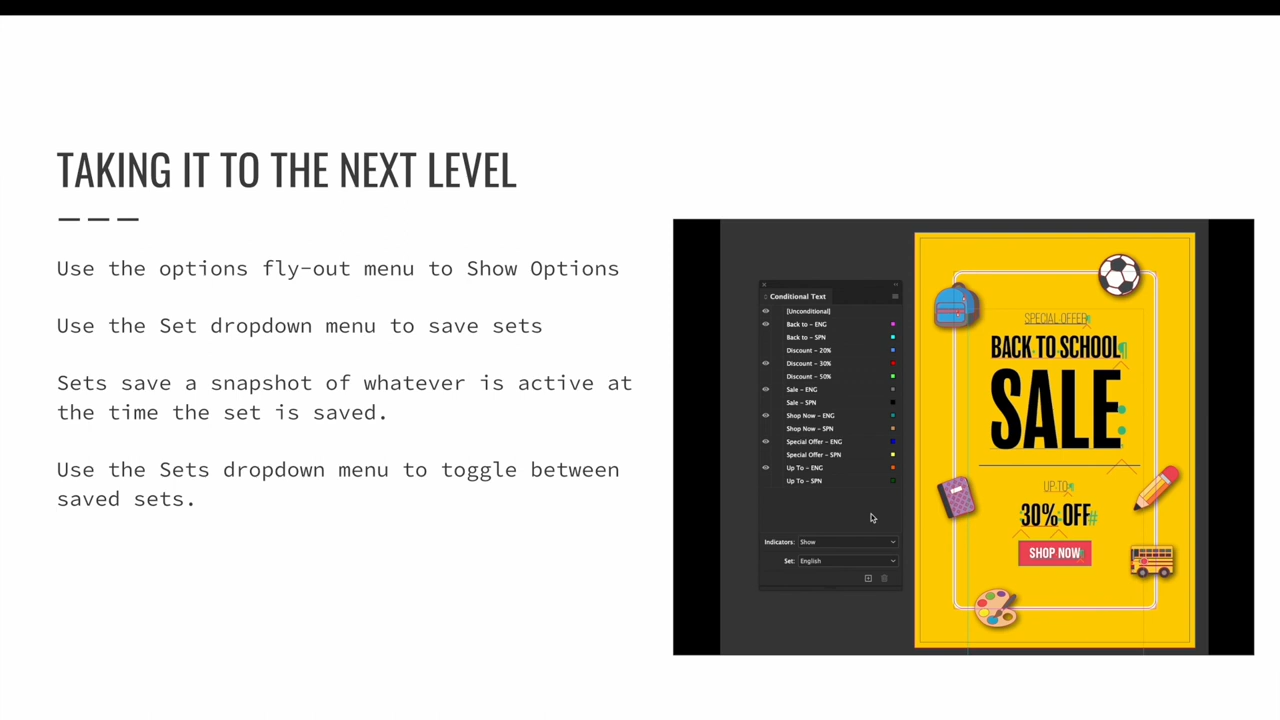 TAKING IT TO THE NEXT LEVEL
Use the options fly-out menu to Show Options
Use the Set dropdown menu to save sets
Sets save a snapshot of whatever is active at
the time the set is saved.
Use the Sets dropdown menu to toggle between
saved sets.
Conditional Text
[Unconditional]
Back to – ENG
Back to – SPN
Discount – 20%
Discount – 30%
Discount – 50%
Sale – ENG
Sale – SPN
Shop Now – ENG
Shop Now – SPN
Special Offer – ENG
Special Offer – SPN
Up To – ENG
Up To – SPN
Indicators: Show
Set: English
SPECIAL OFFER
BACK TO SCHOOL
SALE
UP TO
30% OFF
SHOP NOW